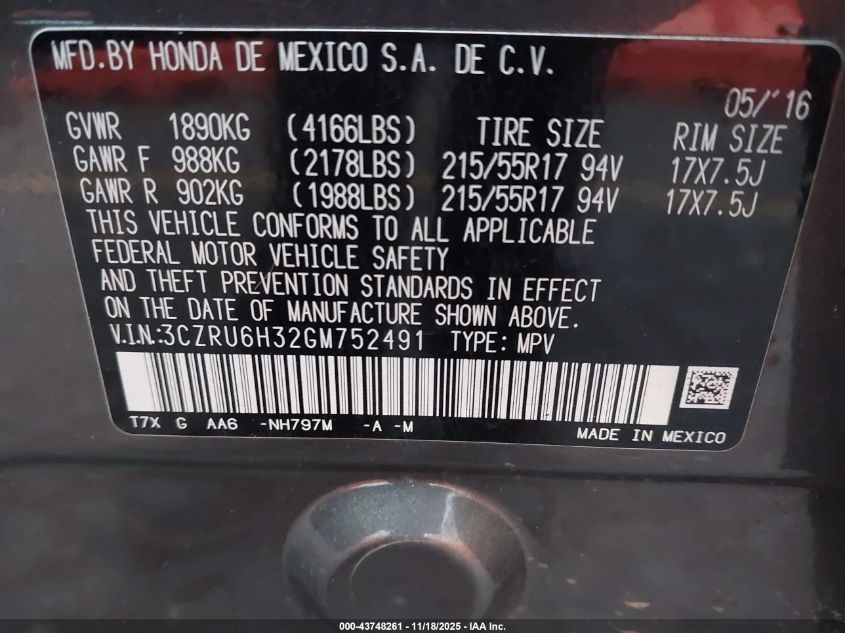 MFD.BY HONDA DE MEXICO S.A. DE C.V.
05/'16
GVWR 1890KG (4166LBS) TIRE SIZE RIM SIZE
GAWR F 988KG (2178LBS) 215/55R17 94V 17X7.5J
GAWR R 902KG (1988LBS) 215/55R17 94V 17X7.5J
THIS VEHICLE CONFORMS TO ALL APPLICABLE
FEDERAL MOTOR VEHICLE SAFETY
AND THEFT PREVENTION STANDARDS IN EFFECT
ON THE DATE OF MANUFACTURE SHOWN ABOVE.
V.I.N.:3CZRU6H32GM752491 TYPE: MPV
T7X G AA6 -NH797M -A -M
MADE IN MEXICO
000-43748261 - 11/18/2025 - IAA Inc.